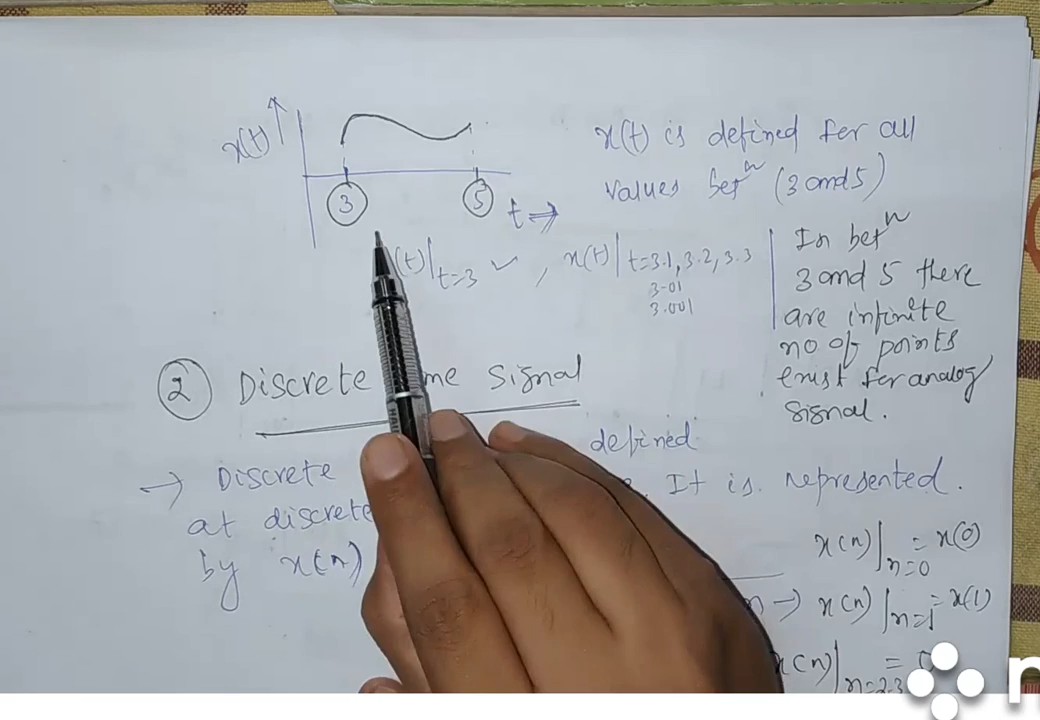 x(t) ↑
3
5
t ⇒
x(t) is defined for all
values betⁿ (3 and 5)
(t)|t=3 ✓ , x(t)|t=3.1, 3.2, 3.3
3.01
3.001
In betⁿ
3 and 5 there
are infinite
no of points
exist for analog
signal.
② Discrete me signal
→ Discrete defined
at discrete It is represented.
by x(n)
x(n)|n=0 = x(0)
n → x(n)|n=1 = x(1)
x(n)|n=2.3 =